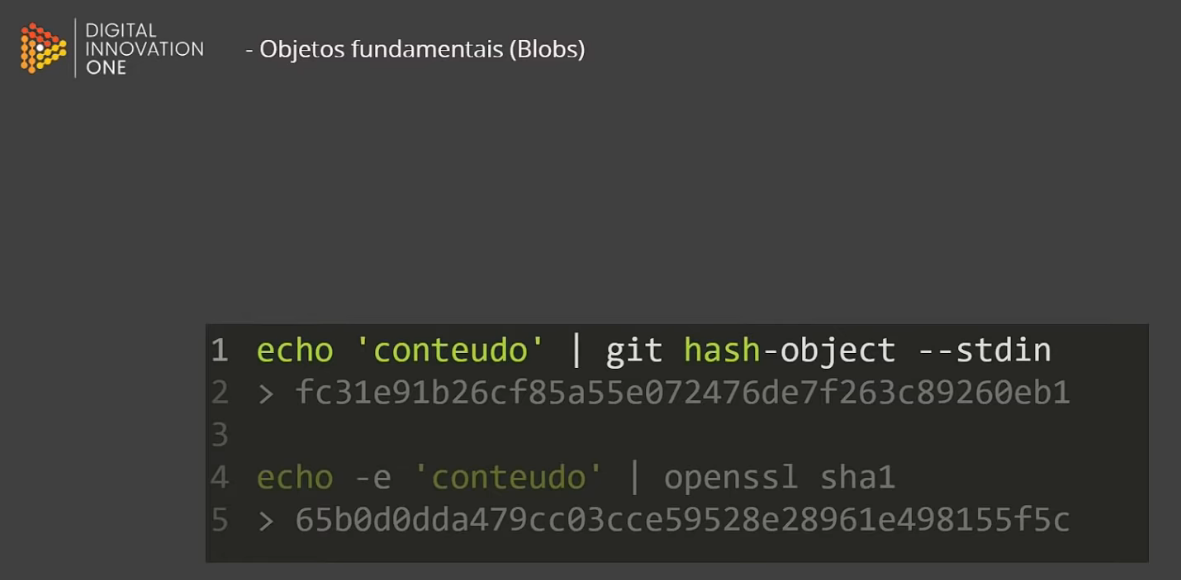 DIGITAL
INNOVATION
ONE
- Objetos fundamentais (Blobs)
1 echo 'conteudo' | git hash-object --stdin
2 > fc31e91b26cf85a55e072476de7f263c89260eb1
3
4 echo -e 'conteudo' | openssl sha1
5 > 65b0d0dda479cc03cce59528e28961e498155f5c